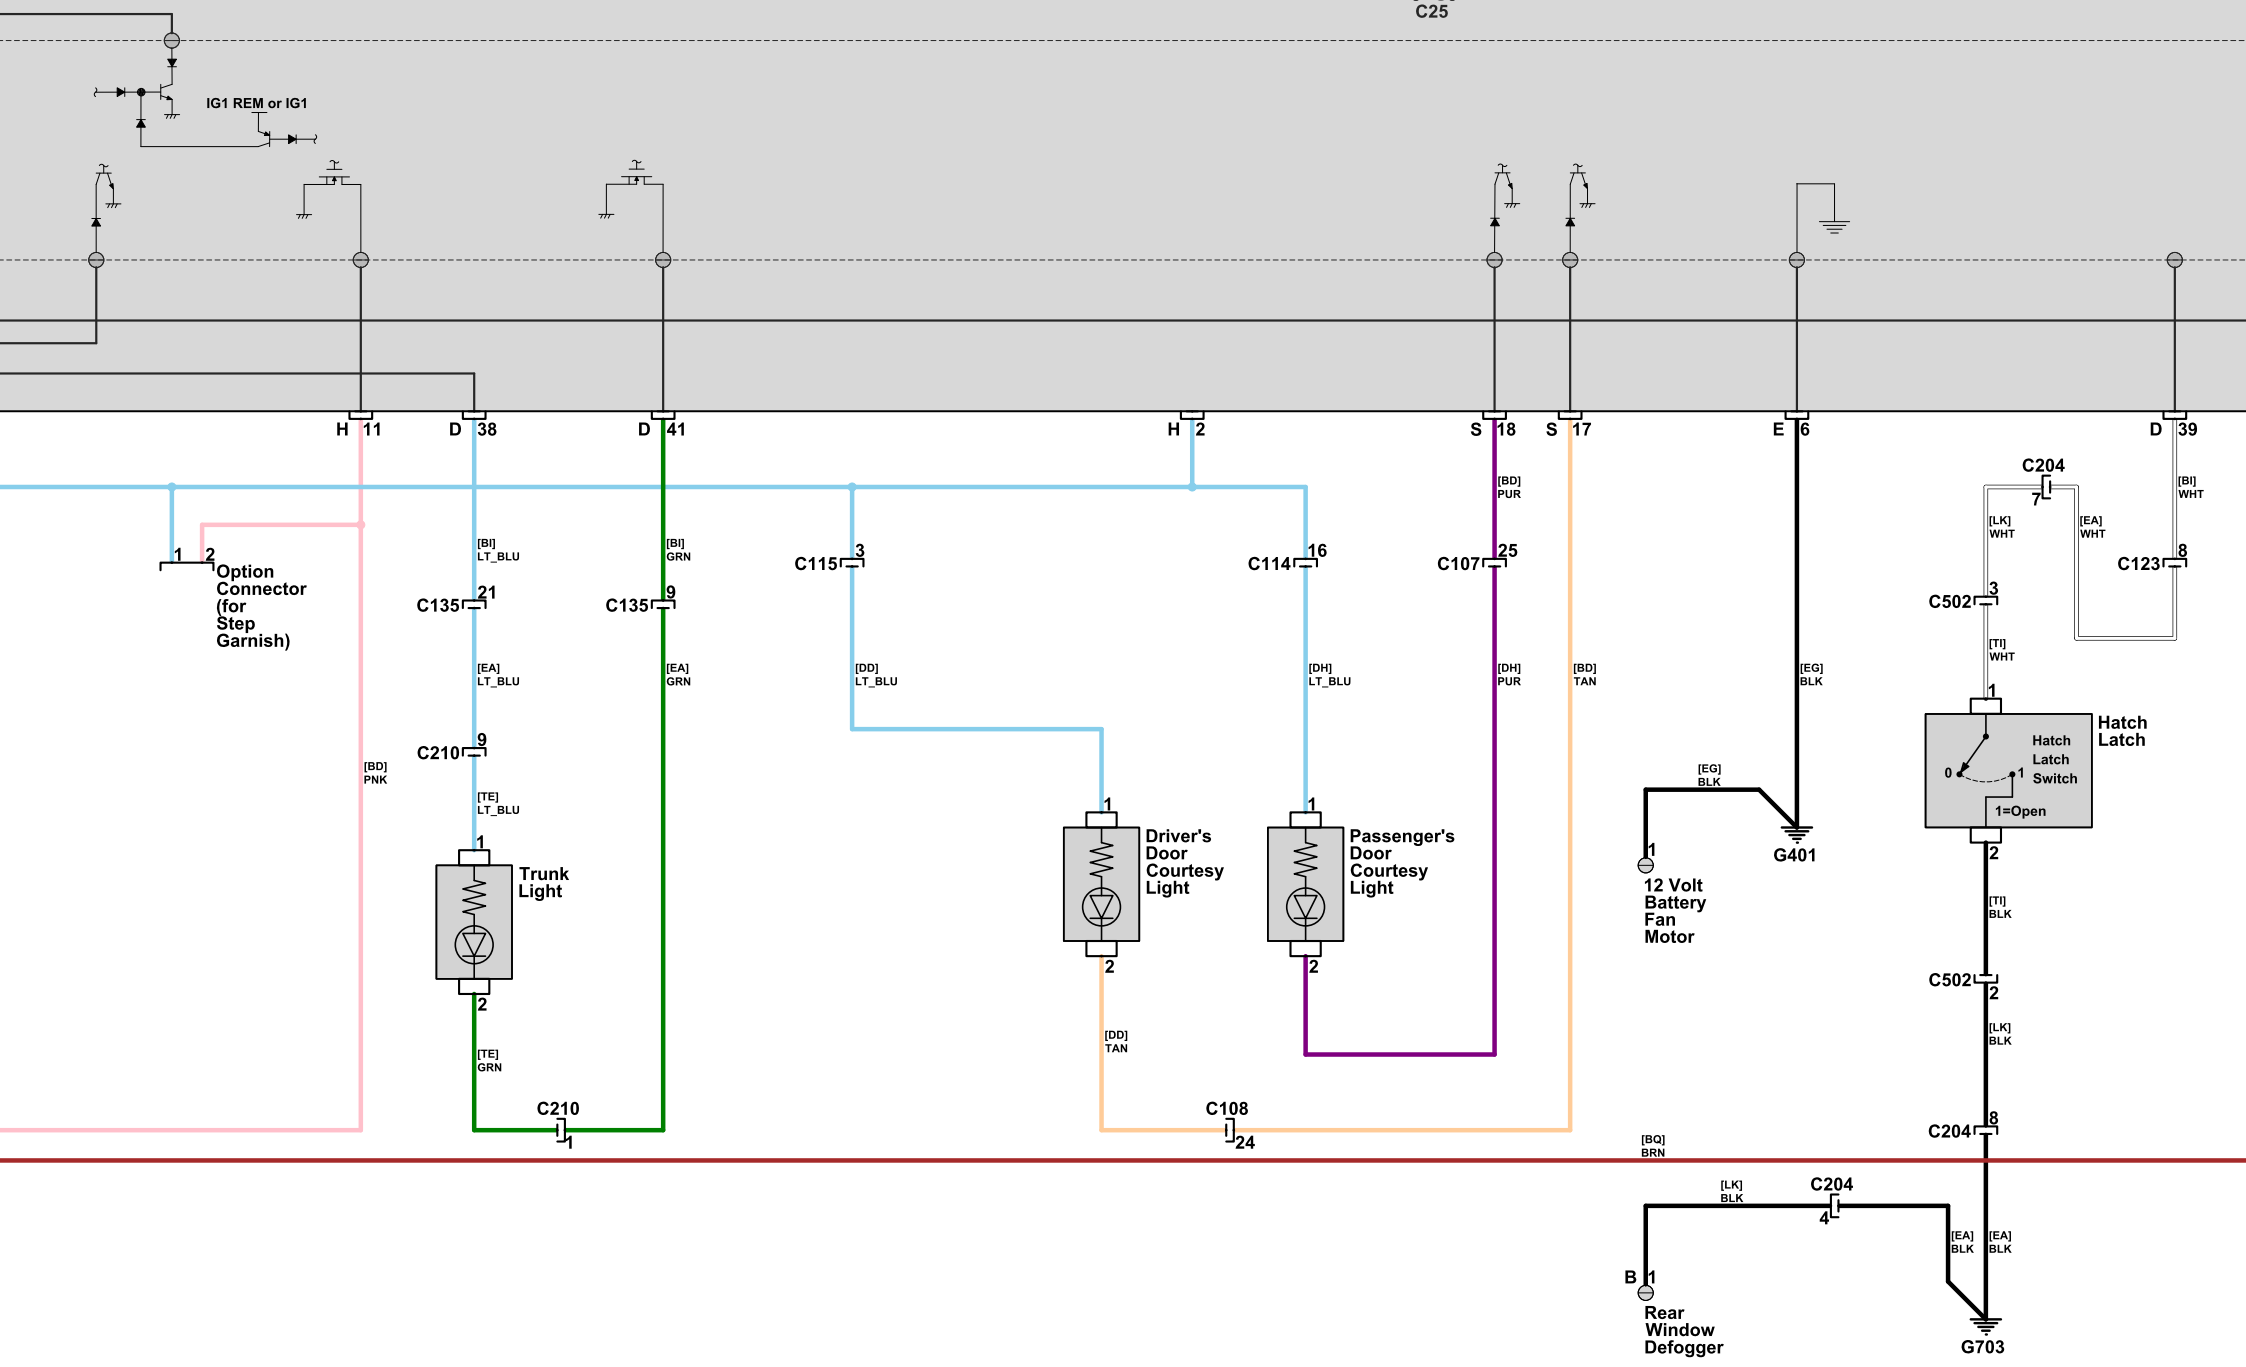 C25
IG1 REM or IG1
H 11
D 38
D 41
H 2
S 18
S 17
E 6
D 39
C204
7
[BD]
PUR
[BI]
WHT
[LK]
WHT
[EA]
WHT
[BI]
LT_BLU
[BI]
GRN
1 2
Option
Connector
(for
Step
Garnish)
C115 3
C114 16
C107 25
C123 8
C135 21
C135 9
C502 3
[TI]
WHT
[EA]
LT_BLU
[EA]
GRN
[DD]
LT_BLU
[DH]
LT_BLU
[DH]
PUR
[BD]
TAN
[EG]
BLK
1
Hatch
Latch
Hatch
Latch
Switch
0 1
1=Open
2
C210 9
[BD]
PNK
[TE]
LT_BLU
[EG]
BLK
1
12 Volt
Battery
Fan
Motor
G401
1
Trunk
Light
2
1
Driver's
Door
Courtesy
Light
2
1
Passenger's
Door
Courtesy
Light
2
[TI]
BLK
C502
2
[LK]
BLK
[DD]
TAN
[TE]
GRN
C210
1
C108
24
C204 8
[BQ]
BRN
[LK]
BLK
C204
4
[EA]
BLK
[EA]
BLK
B 1
Rear
Window
Defogger
G703